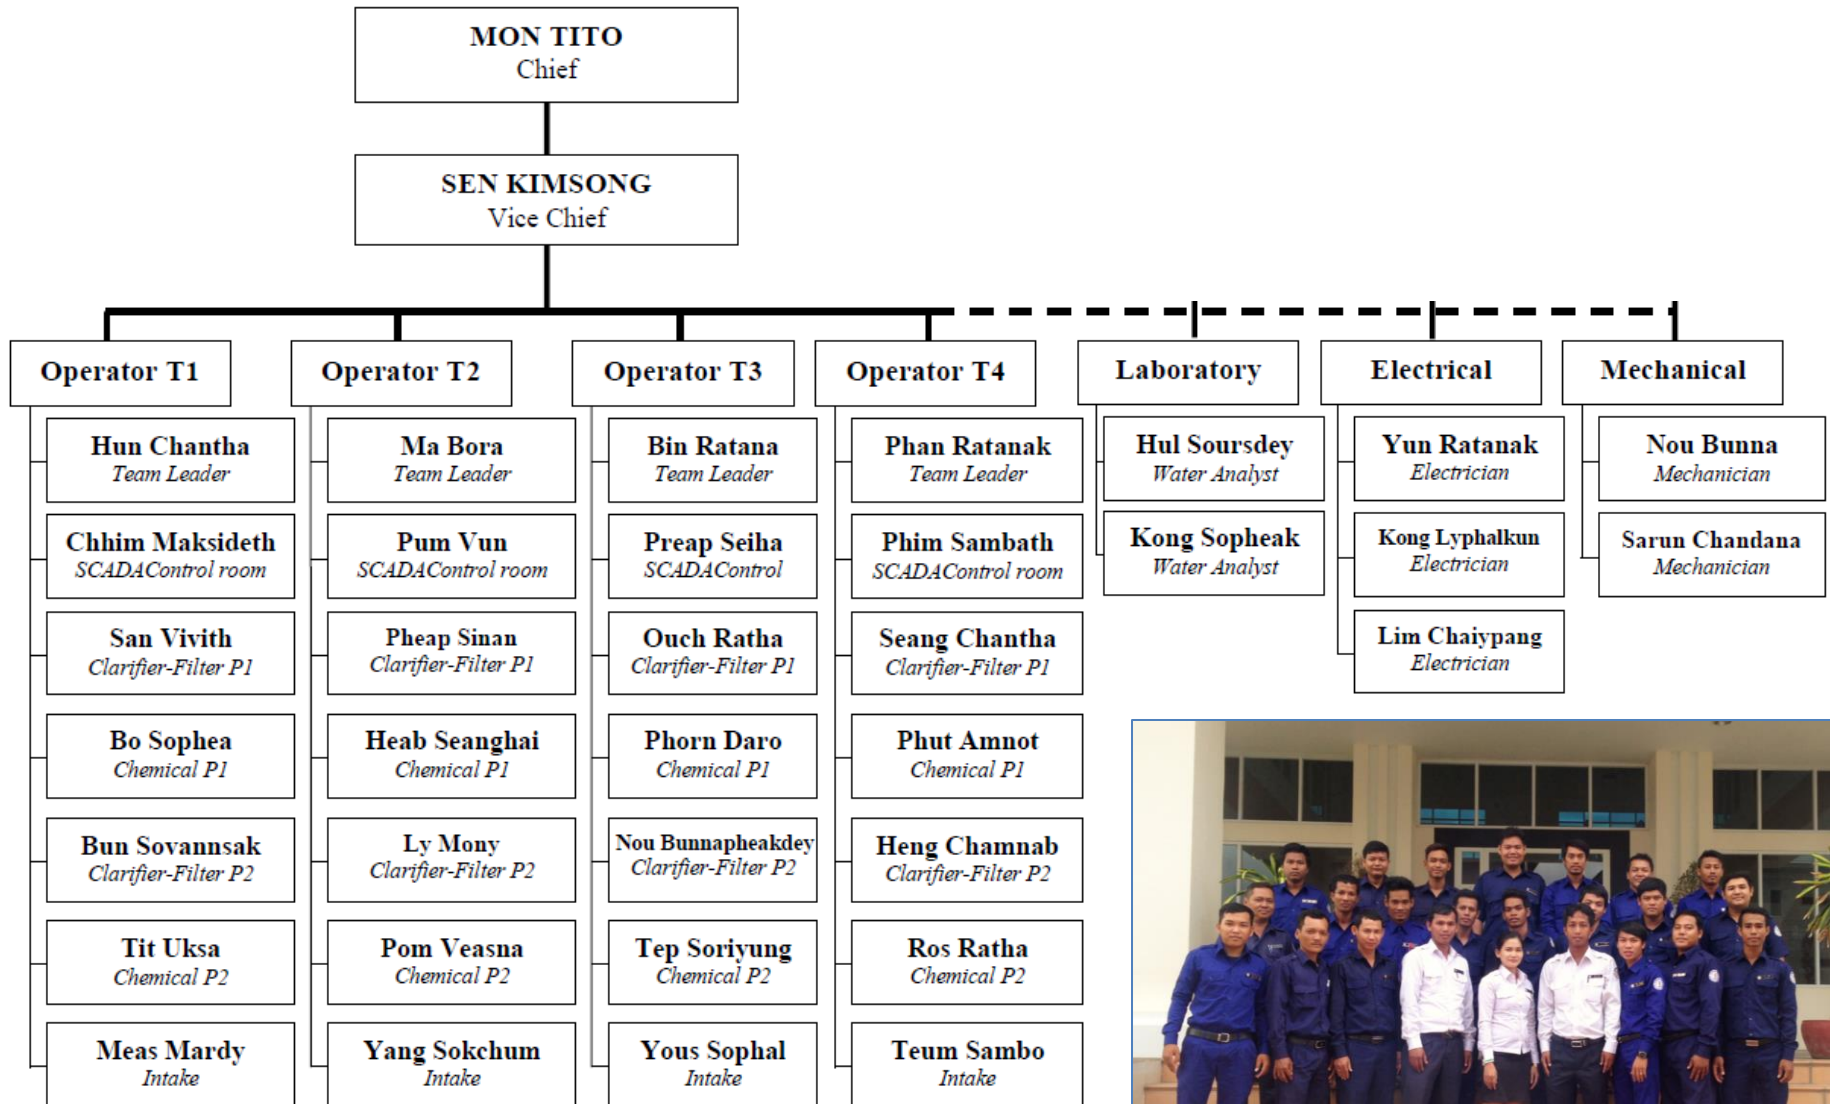 MON TITO
Chief
SEN KIMSONG
Vice Chief
Operator T1
Hun Chantha
Team Leader
Chhim Maksideth
SCADAControl room
San Vivith
Clarifier-Filter P1
Bo Sophea
Chemical P1
Bun Sovannsak
Clarifier-Filter P2
Tit Uksa
Chemical P2
Meas Mardy
Intake
Operator T2
Ma Bora
Team Leader
Pum Vun
SCADAControl room
Pheap Sinan
Clarifier-Filter P1
Heab Seanghai
Chemical P1
Ly Mony
Clarifier-Filter P2
Pom Veasna
Chemical P2
Yang Sokchum
Intake
Operator T3
Bin Ratana
Team Leader
Preap Seiha
SCADAControl
Ouch Ratha
Clarifier-Filter P1
Phorn Daro
Chemical P1
Nou Bunnapheakdey
Clarifier-Filter P2
Tep Soriyung
Chemical P2
Yous Sophal
Intake
Operator T4
Phan Ratanak
Team Leader
Phim Sambath
SCADAControl room
Seang Chantha
Clarifier-Filter P1
Phut Amnot
Chemical P1
Heng Chamnab
Clarifier-Filter P2
Ros Ratha
Chemical P2
Teum Sambo
Intake
Laboratory
Hul Soursdey
Water Analyst
Kong Sopheak
Water Analyst
Electrical
Yun Ratanak
Electrician
Kong Lyphalkun
Electrician
Lim Chaiypang
Electrician
Mechanical
Nou Bunna
Mechanician
Sarun Chandana
Mechanician